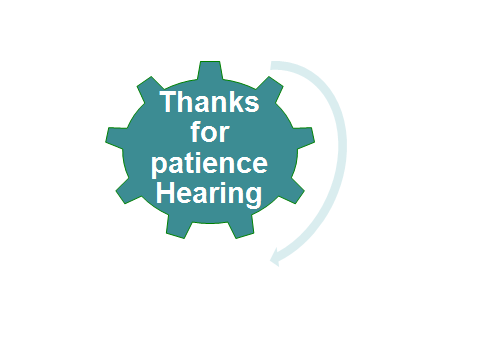 Thanks
for
patience
Hearing